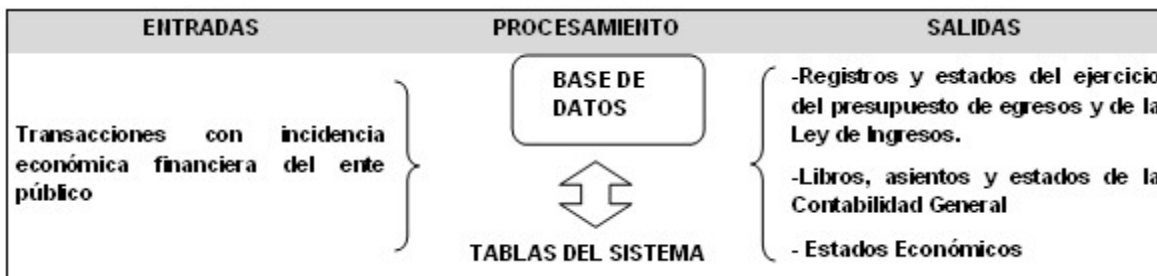 ENTRADAS PROCESAMIENTO SALIDAS
Transacciones con incidencia
económica financiera del ente
público
BASE DE
DATOS
TABLAS DEL SISTEMA
-Registros y estados del ejercicio
del presupuesto de egresos y de la
Ley de Ingresos.
-Libros, asientos y estados de la
Contabilidad General
- Estados Económicos